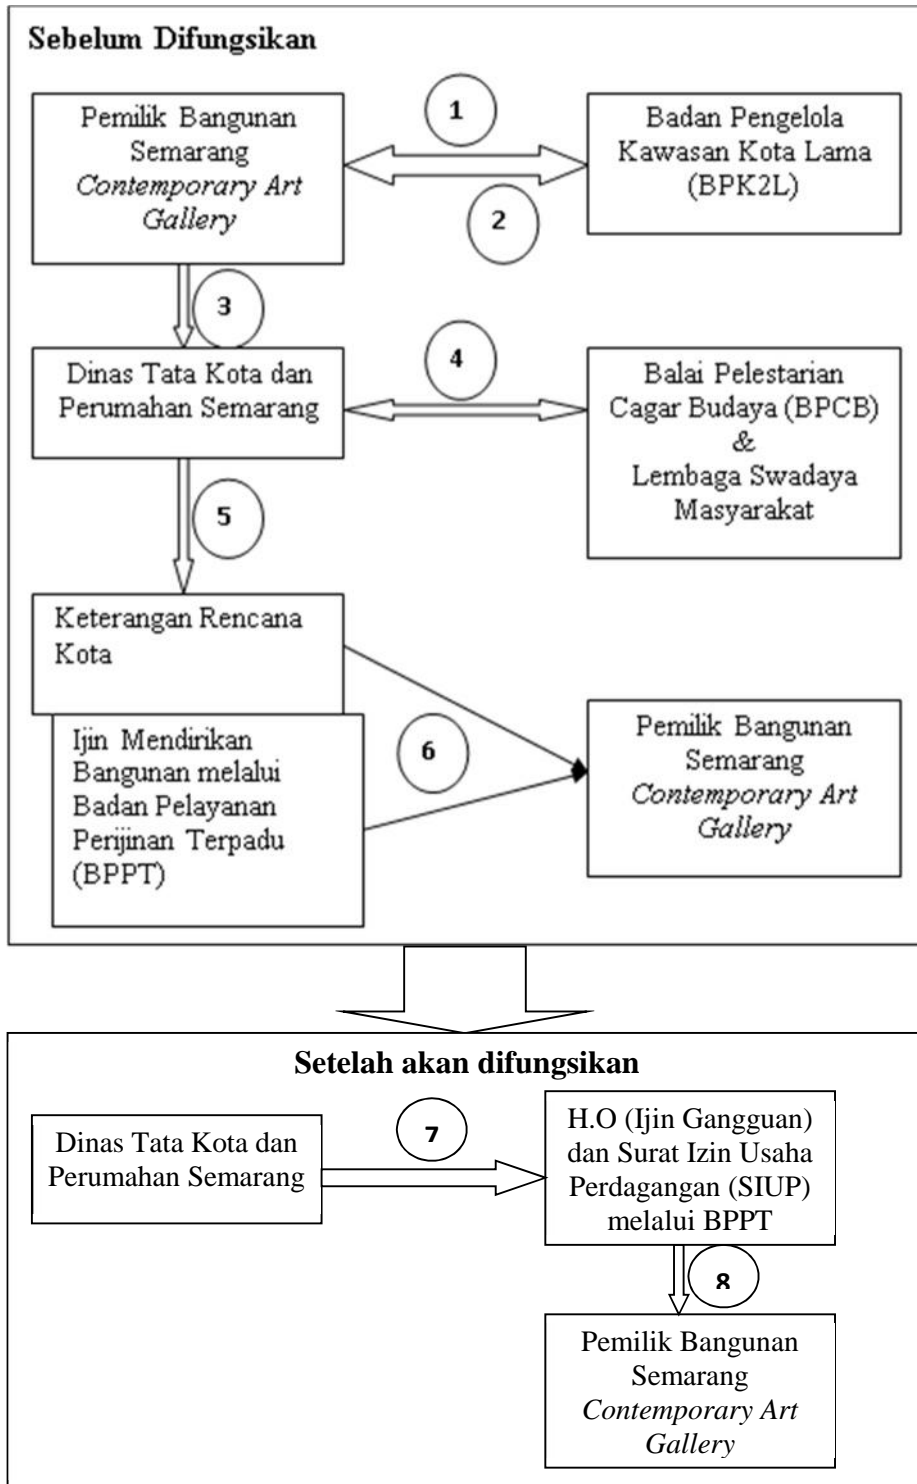 Sebelum Difungsikan
Pemilik Bangunan
Semarang
Contemporary Art
Gallery
1
2
Badan Pengelola
Kawasan Kota Lama
(BPK2L)
3
Dinas Tata Kota dan
Perumahan Semarang
4
Balai Pelestarian
Cagar Budaya (BPCB)
&
Lembaga Swadaya
Masyarakat
5
Keterangan Rencana
Kota
Ijin Mendirikan
Bangunan melalui
Badan Pelayanan
Perijinan Terpadu
(BPPT)
6
Pemilik Bangunan
Semarang
Contemporary Art
Gallery
Setelah akan difungsikan
Dinas Tata Kota dan
Perumahan Semarang
7
H.O (Ijin Gangguan)
dan Surat Izin Usaha
Perdagangan (SIUP)
melalui BPPT
8
Pemilik Bangunan
Semarang
Contemporary Art
Gallery